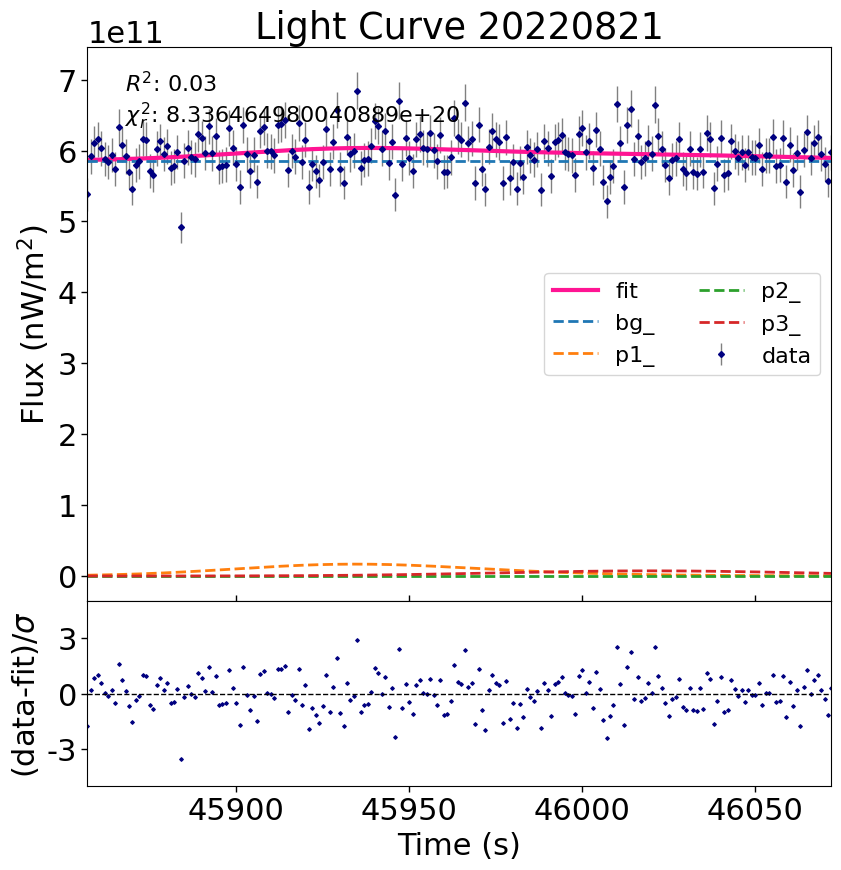 1e11
Light Curve 20220821
R²: 0.03
χ²ᵣ: 8.336464980040889e+20
7
6
5
4
3
2
1
0
Flux (nW/m²)
fit
bg_
p1_
p2_
p3_
data
3
0
-3
(data-fit)/σ
45900 45950 46000 46050
Time (s)